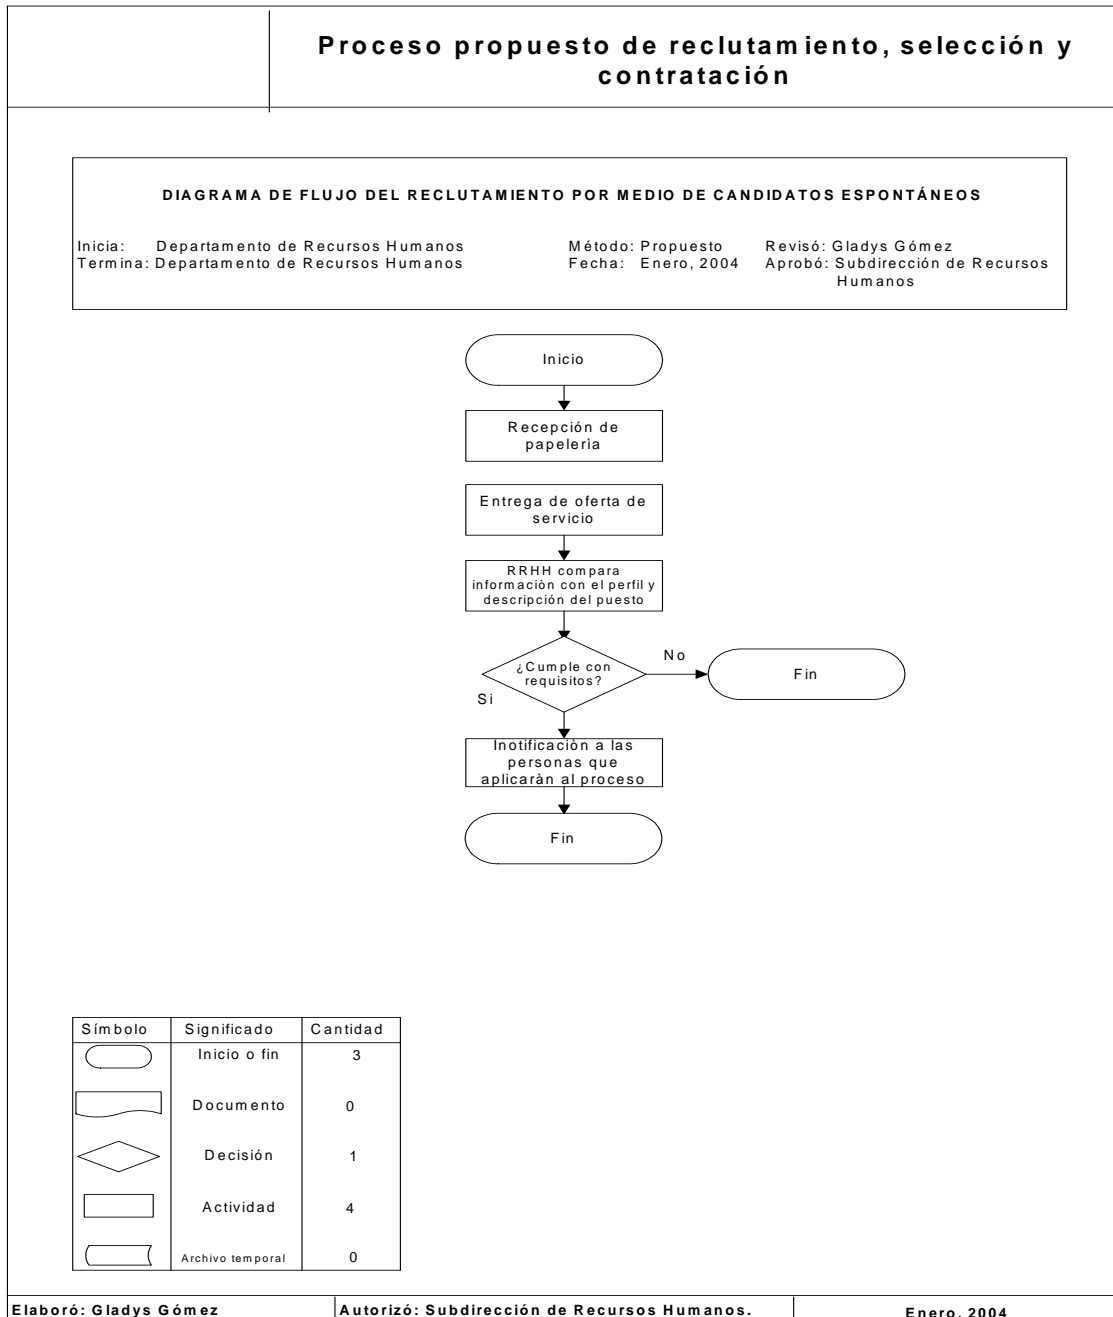 Proceso propuesto de reclutamiento, selección y
contratación
DIAGRAMA DE FLUJO DEL RECLUTAMIENTO POR MEDIO DE CANDIDATOS ESPONTÁNEOS
Inicia: Departamento de Recursos Humanos Método: Propuesto Revisó: Gladys Gómez
Termina: Departamento de Recursos Humanos Fecha: Enero, 2004 Aprobó: Subdirección de Recursos
Humanos
Inicio
Recepción de
papelerìa
Entrega de oferta de
servicio
RRHH compara
informaciòn con el perfil y
descripción del puesto
¿Cumple con
requisitos?
No
Fin
Si
Inotificaciòn a las
personas que
aplicaràn al proceso
Fin
Símbolo Significado Cantidad
Inicio o fin 3
Documento 0
Decisión 1
Actividad 4
Archivo temporal 0
Elaboró: Gladys Gómez Autorizó: Subdirección de Recursos Humanos. Enero, 2004